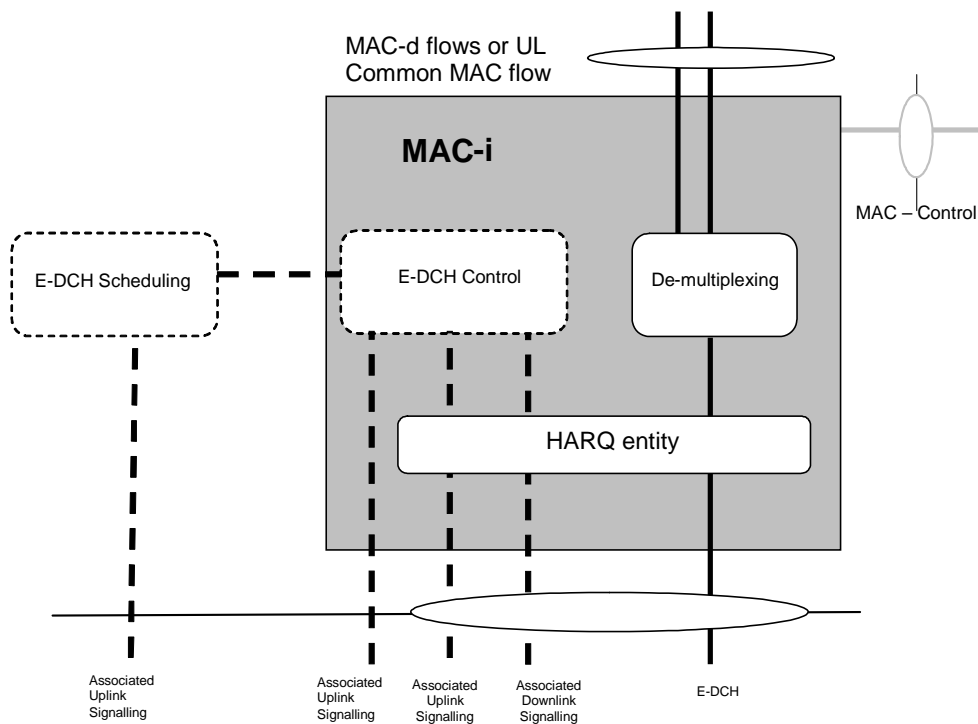 MAC-d flows or UL
Common MAC flow
MAC-i
MAC – Control
E-DCH Scheduling
E-DCH Control
De-multiplexing
HARQ entity
Associated
Uplink
Signalling
Associated
Uplink
Signalling
Associated
Uplink
Signalling
Associated
Downlink
Signalling
E-DCH